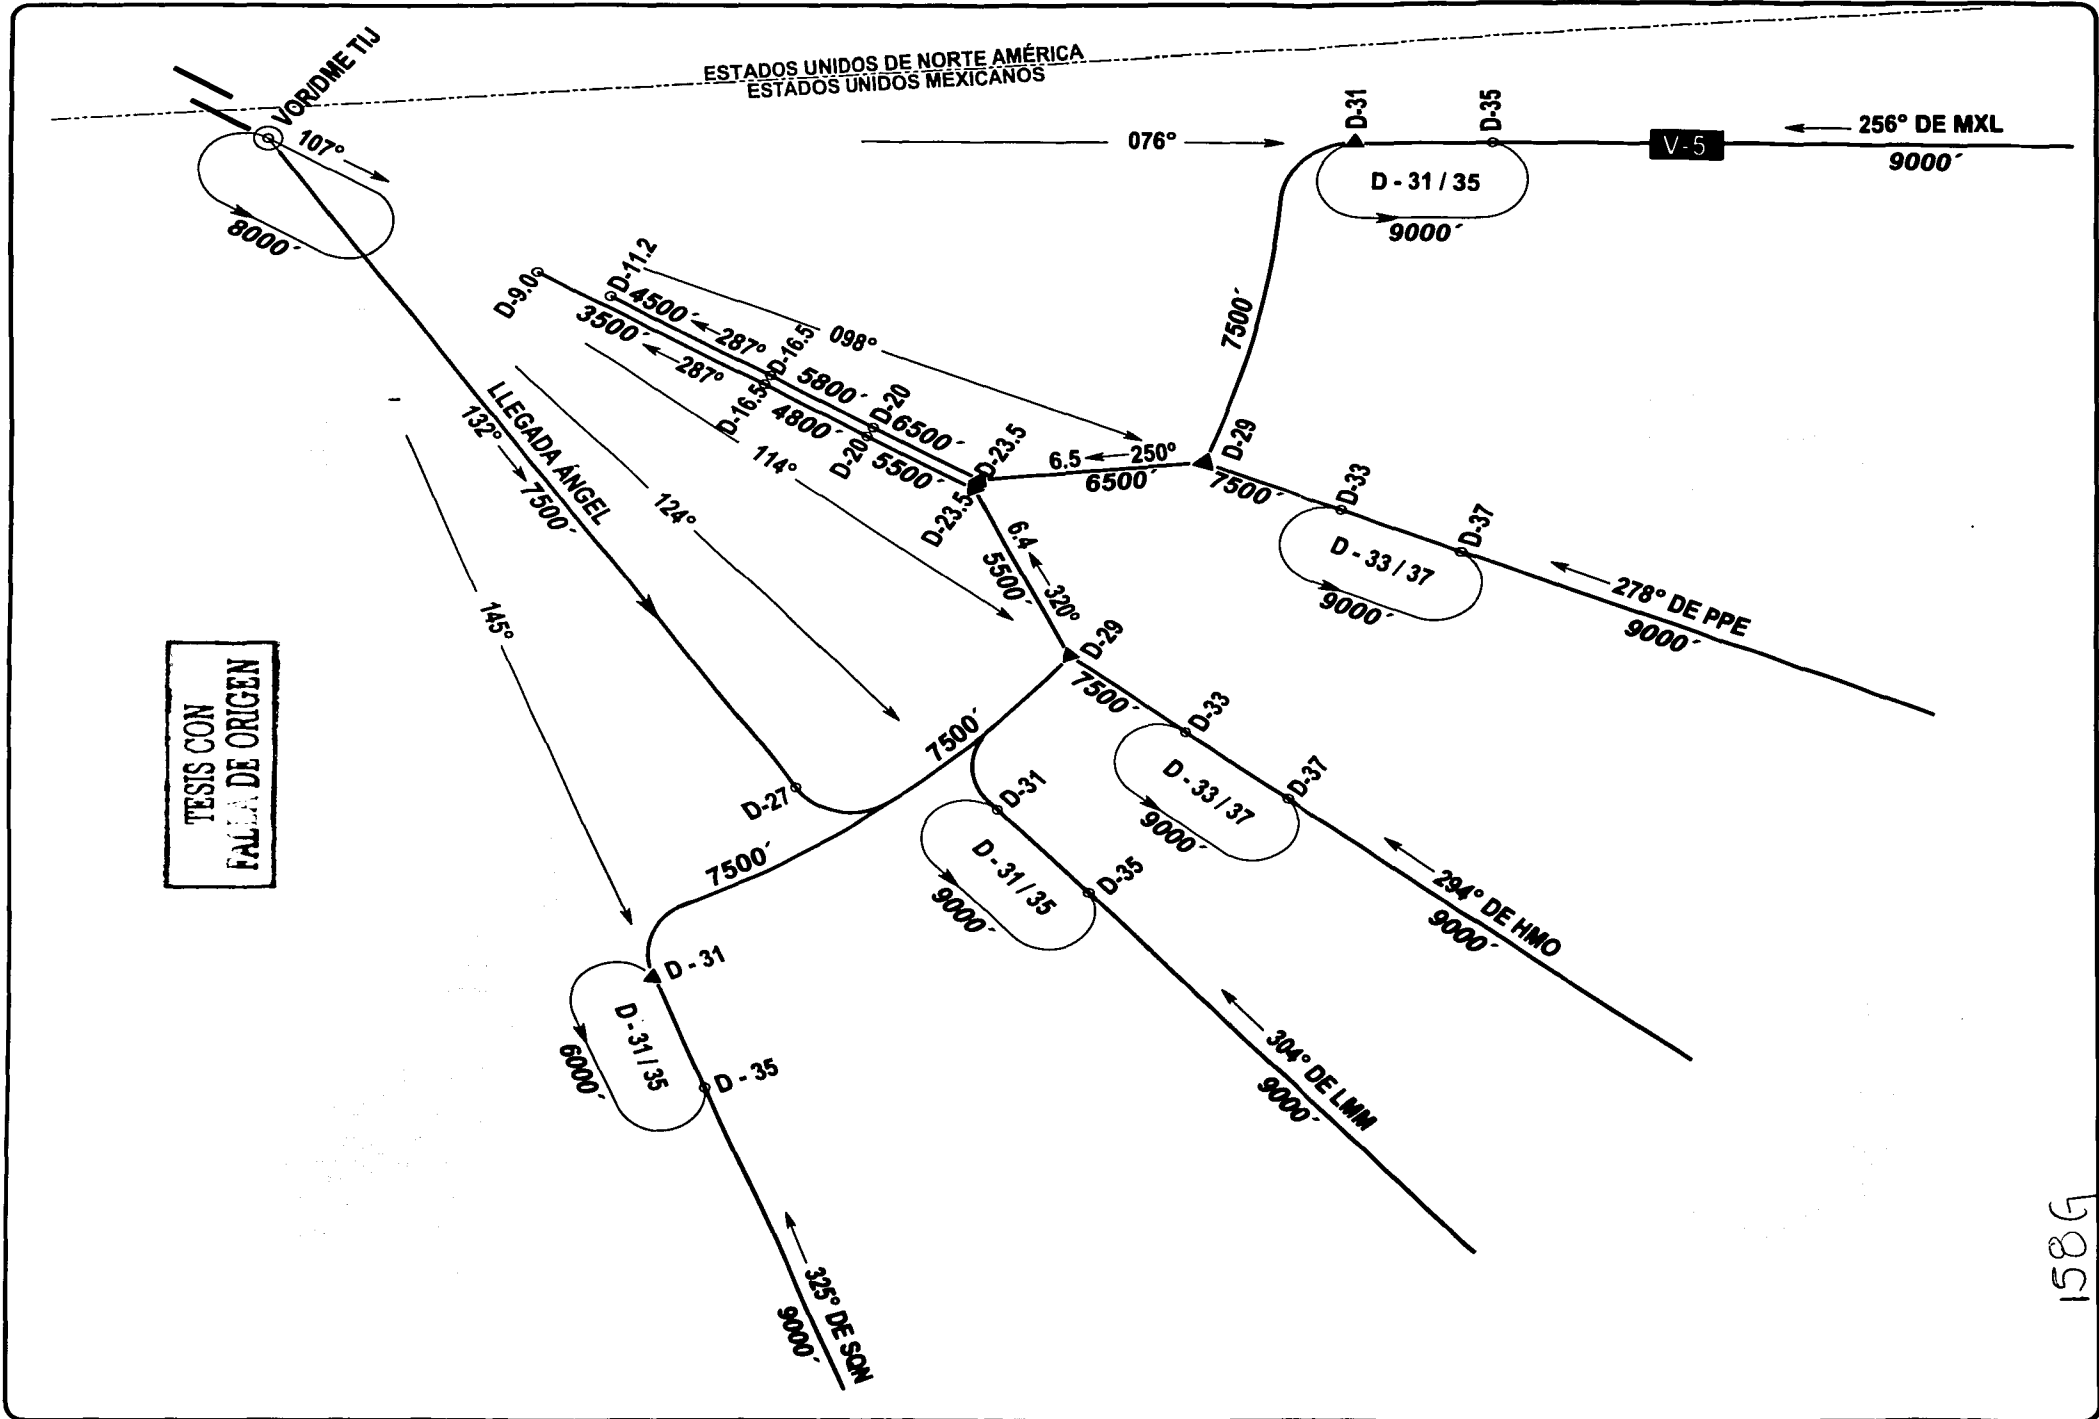 ESTADOS UNIDOS DE NORTE AMÉRICA
ESTADOS UNIDOS MEXICANOS
VOR/DME TIJ
107°
8000´
076°
D-31
D-35
V-5
256° DE MXL
9000´
D - 31 / 35
9000´
7500´
D-9.0
D-11.2
4500´
3500´
287°
287°
D-16.5
D-16.5
098°
5800´
4800´
D-20
D-20
6500´
5500´
D-23.5
D-23.5
6.5
250°
6500´
D-29
7500´
D-33
D-37
D - 33 / 37
9000´
278° DE PPE
9000´
LLEGADA ÁNGEL
132°
7500´
114°
124°
145°
6.4
320°
5500´
D-29
7500´
D-33
D-37
D - 33 / 37
9000´
294° DE HMO
9000´
7500´
D-27
7500´
D-31
D-35
D - 31 / 35
9000´
304° DE LMM
9000´
D - 31
D - 35
D - 31 / 35
6000´
325° DE SQN
9000´
TESIS CON
FALLA DE ORIGEN
158G